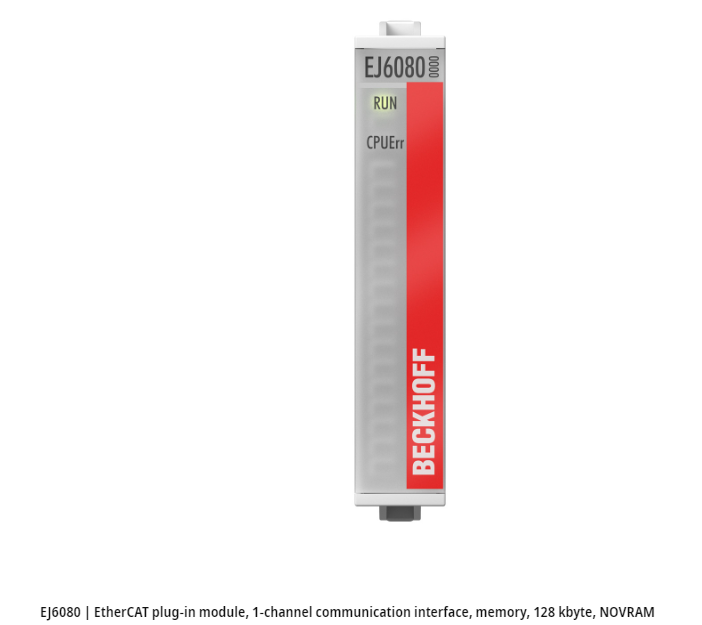 EJ6080 0000
RUN
CPUErr
BECKHOFF
EJ6080 | EtherCAT plug-in module, 1-channel communication interface, memory, 128 kbyte, NOVRAM